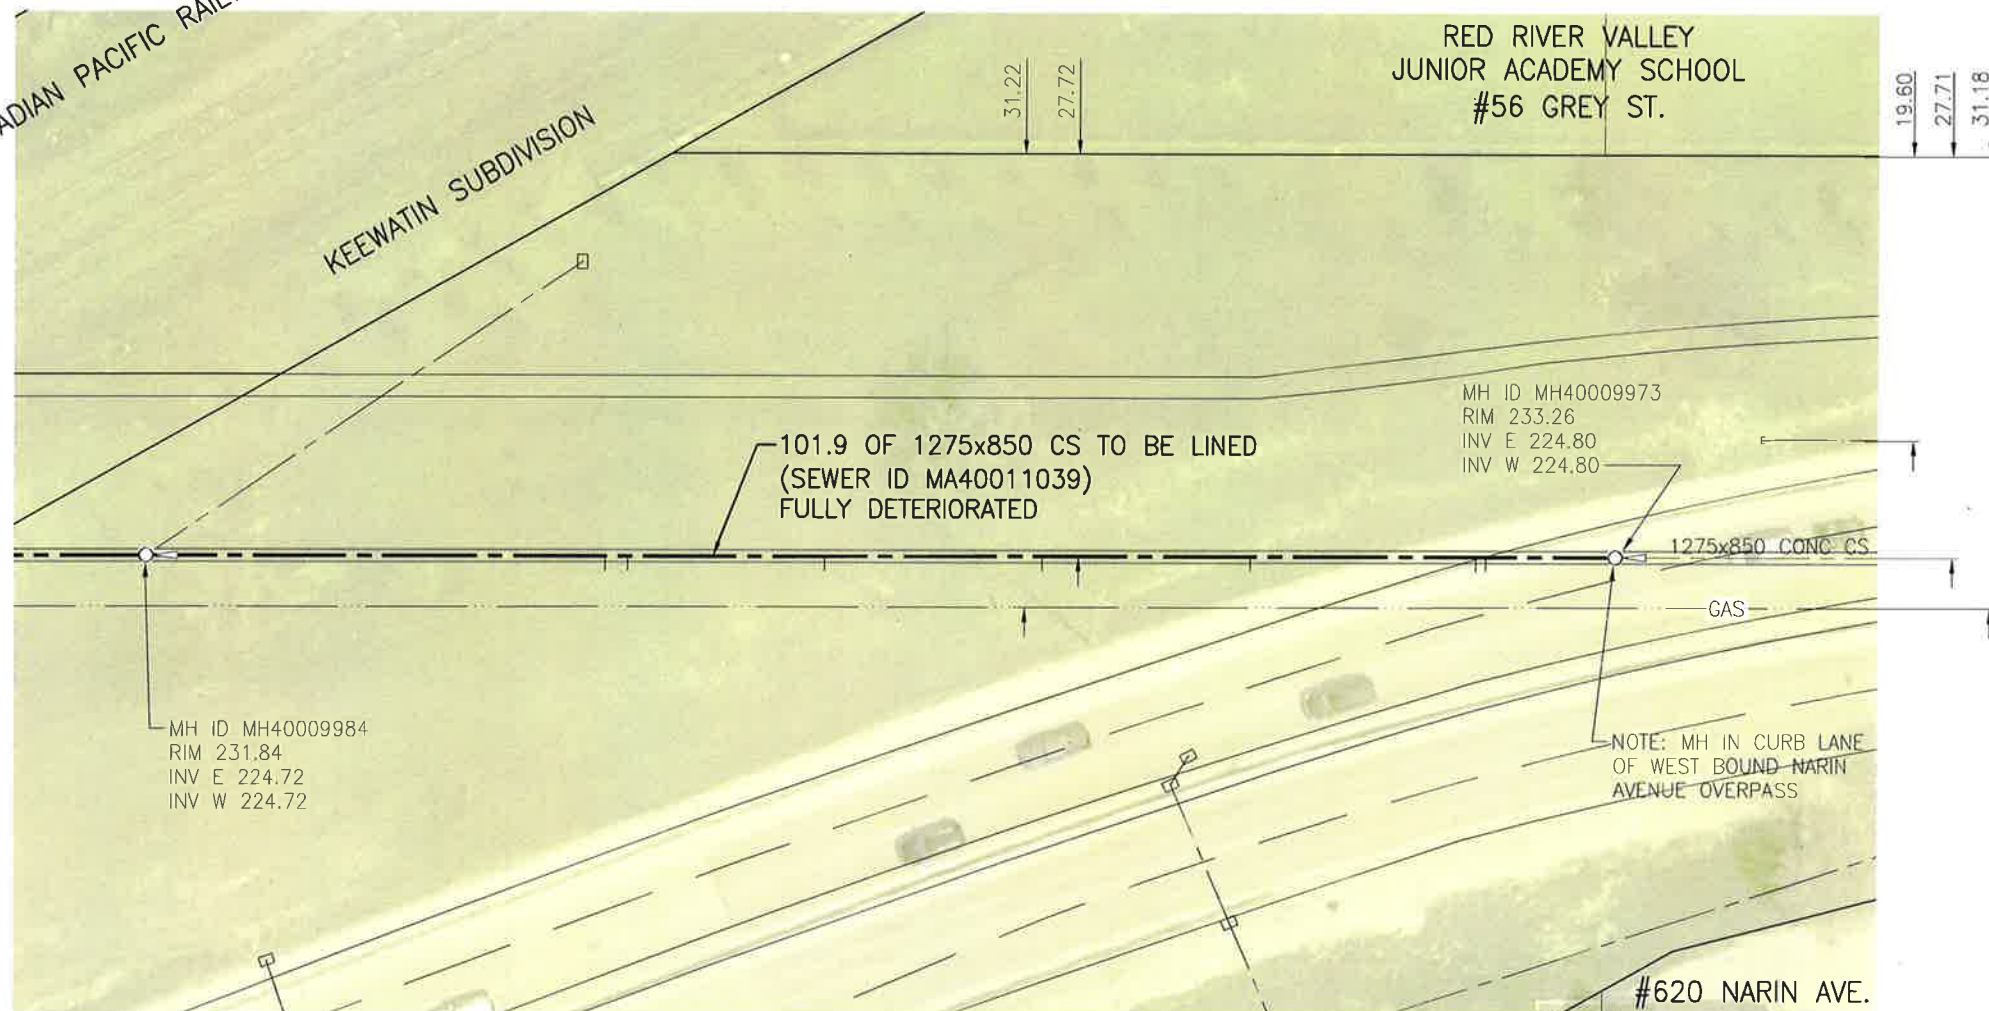 ADIAN PACIFIC RAIL
KEEWATIN SUBDIVISION
31.22
27.72
RED RIVER VALLEY
JUNIOR ACADEMY SCHOOL
#56 GREY ST.
19.60
27.71
31.18
101.9 OF 1275x850 CS TO BE LINED
(SEWER ID MA40011039)
FULLY DETERIORATED
MH ID MH40009973
RIM 233.26
INV E 224.80
INV W 224.80
1275x850 CONC CS
GAS
MH ID MH40009984
RIM 231.84
INV E 224.72
INV W 224.72
NOTE: MH IN CURB LANE
OF WEST BOUND NARIN
AVENUE OVERPASS
#620 NARIN AVE.